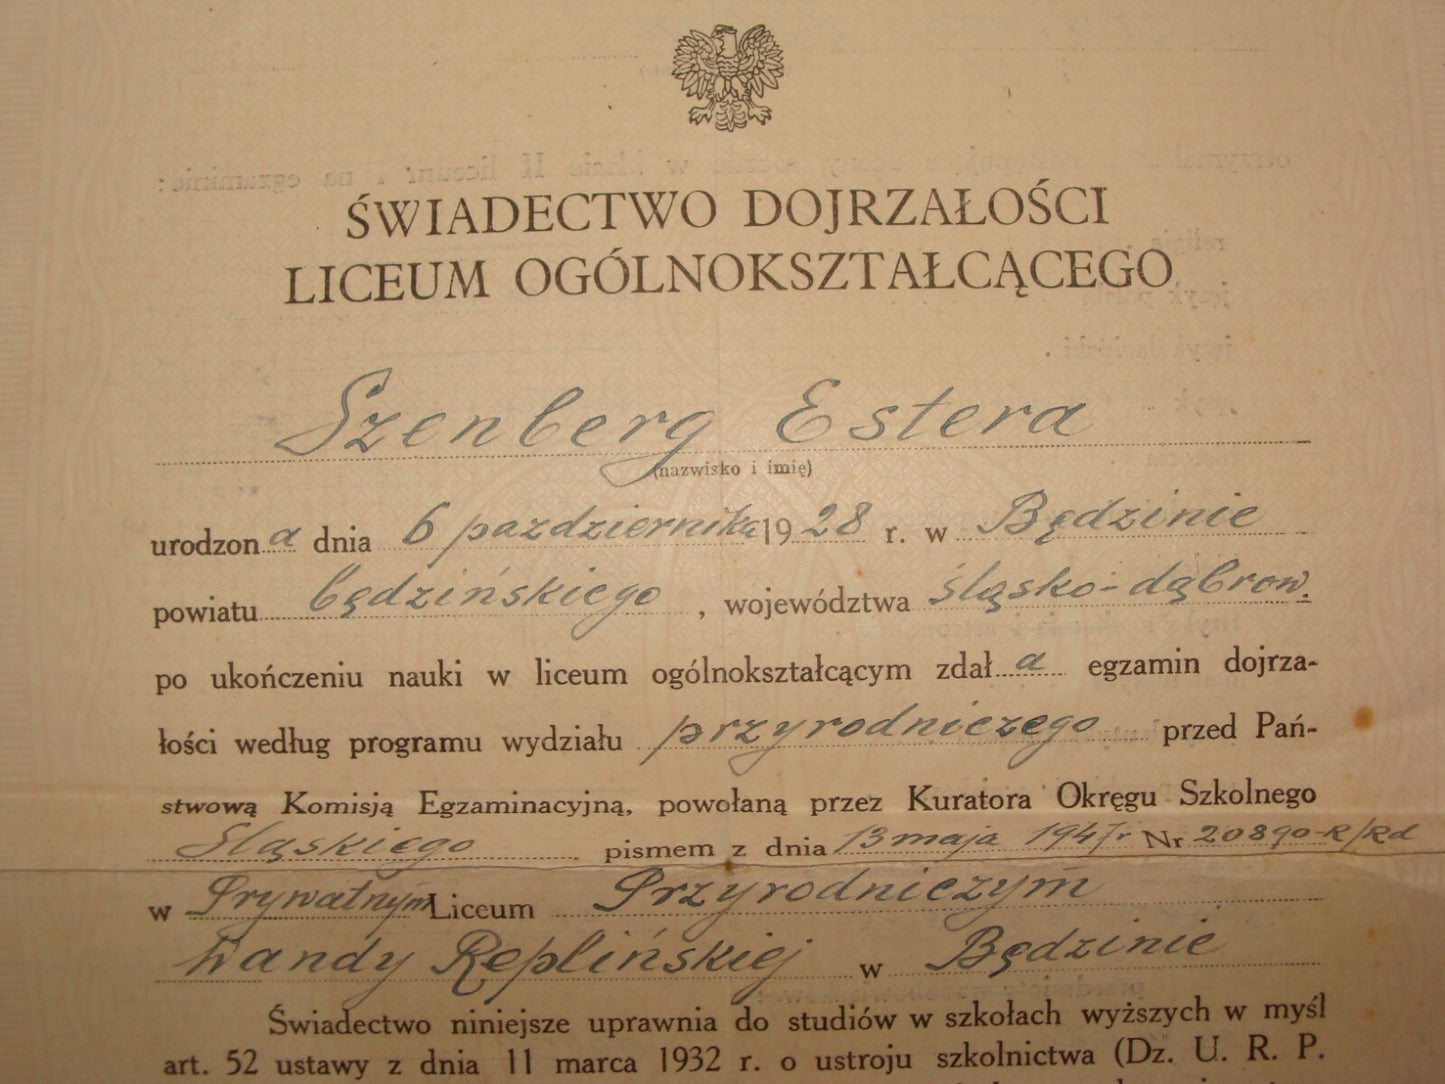 ŚWIADECTWO DOJRZAŁOŚCI
LICEUM OGÓLNOKSZTAŁCĄCEGO
Szenberg Estera
(nazwisko i imię)
urodzona dnia 6 pazdziernika 1928 r. w Będzinie
powiatu będzińskiego, województwa śląsko-dąbrow.
po ukończeniu nauki w liceum ogólnokształcącym zdała egzamin dojrza-
łości według programu wydziału przyrodniczego przed Pań-
stwową Komisją Egzaminacyjną, powołaną przez Kuratora Okręgu Szkolnego
Śląskiego pismem z dnia 13 maja 1947r Nr 20890-R/Rd
w Prywatnym Liceum Przyrodniczym
Wandy Replińskiej w Będzinie
Świadectwo niniejsze uprawnia do studiów w szkołach wyższych w myśl
art. 52 ustawy z dnia 11 marca 1932 r. o ustroju szkolnictwa (Dz. U. R. P.